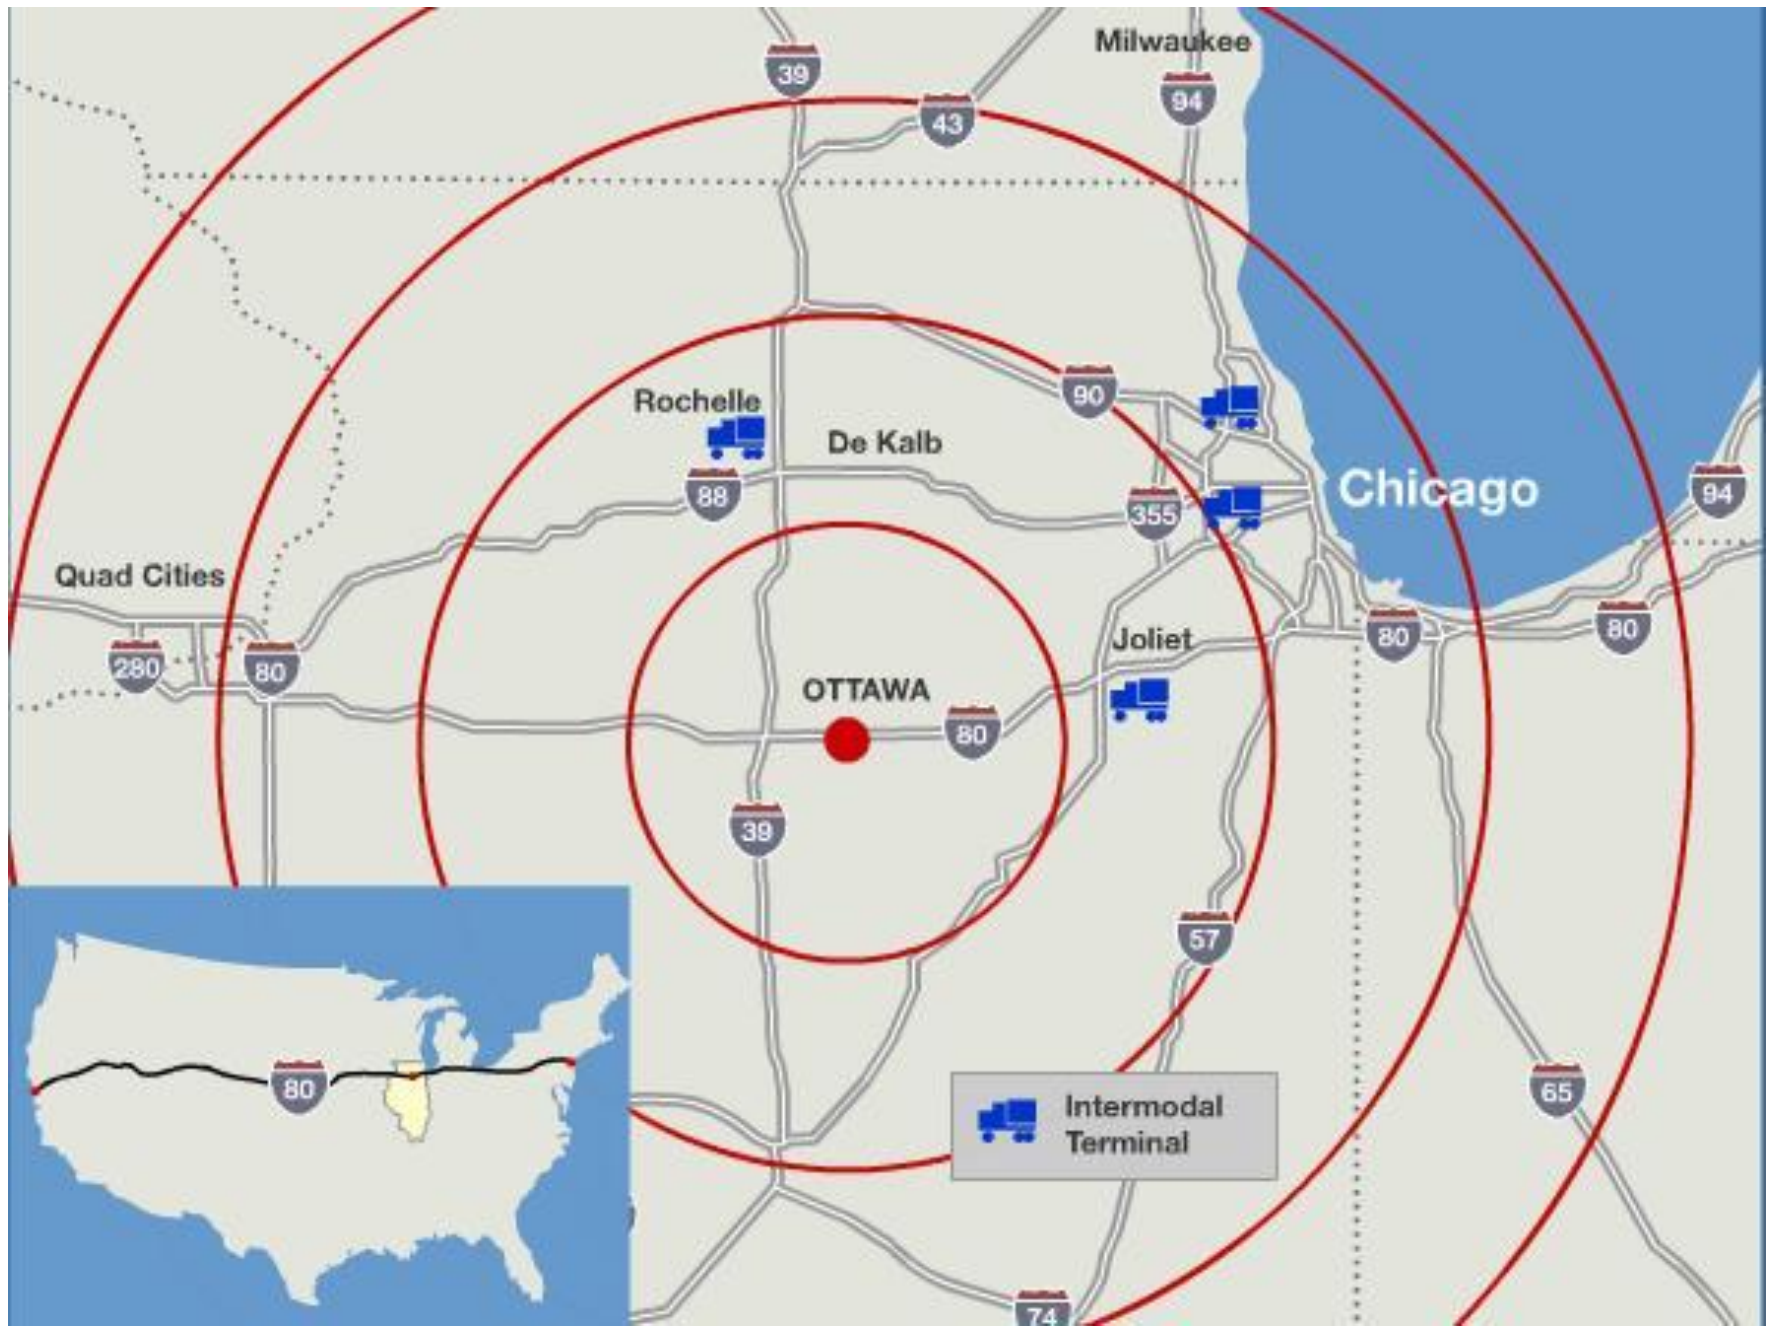 Milwaukee
39
94
43
90
Rochelle
De Kalb
88
355
Chicago
94
Quad Cities
280
80
Joliet
80
80
OTTAWA
80
39
57
80
65
Intermodal
Terminal
74